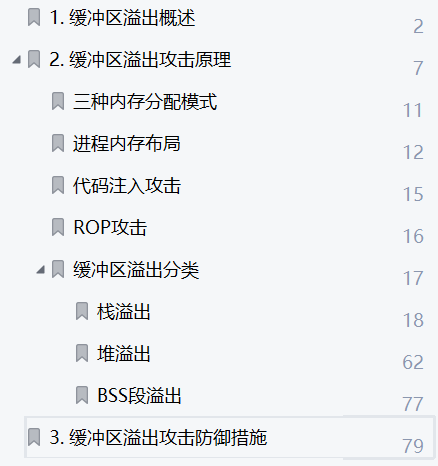 1. 缓冲区溢出概述 2
2. 缓冲区溢出攻击原理 7
三种内存分配模式 11
进程内存布局 12
代码注入攻击 15
ROP攻击 16
缓冲区溢出分类 17
栈溢出 18
堆溢出 62
BSS段溢出 77
3. 缓冲区溢出攻击防御措施 79